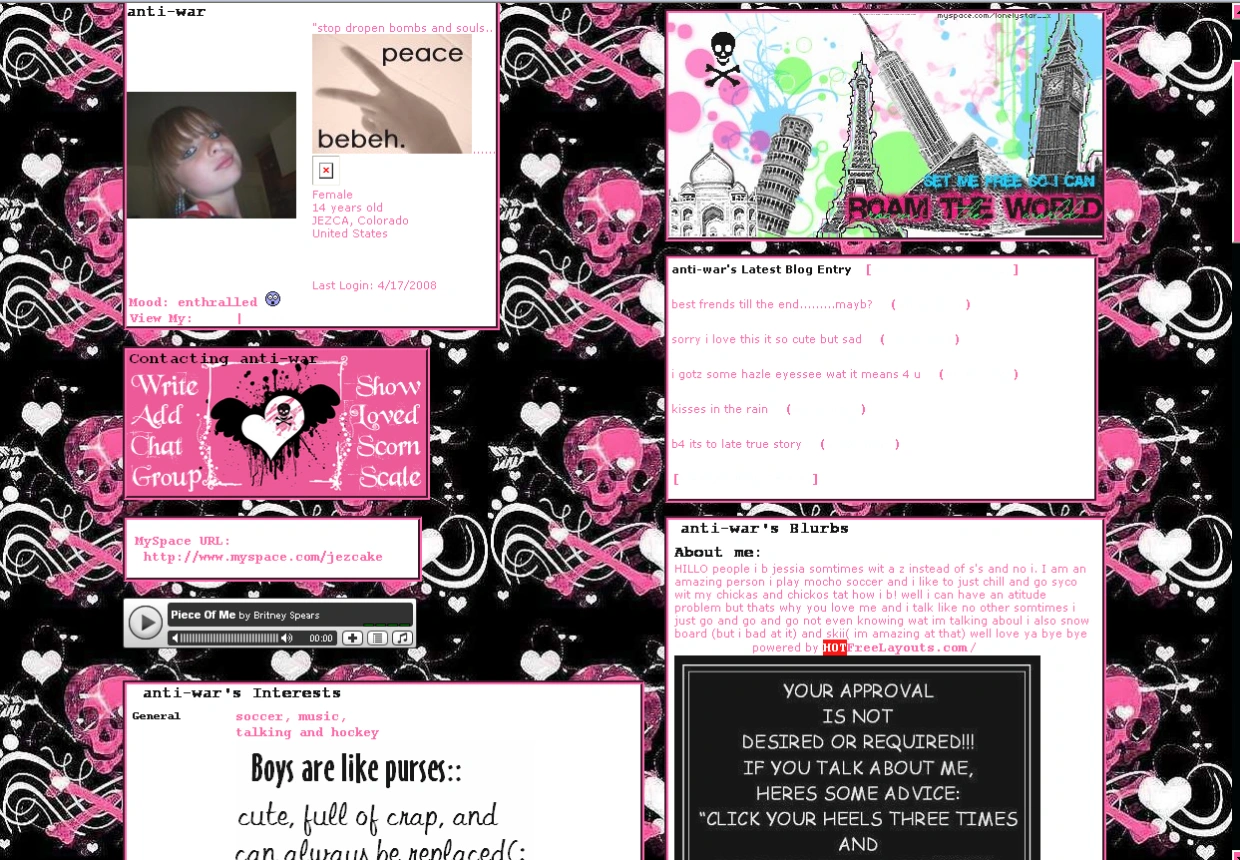 anti-war
"stop dropen bombs and souls..
peace
bebeh.
Female
14 years old
JEZCA, Colorado
United States
Last Login: 4/17/2008
Mood: enthralled
View My: |
Contacting anti-war
Write
Add
Chat
Group
Show
Loved
Scorn
Scale
MySpace URL:
http://www.myspace.com/jezcake
Piece Of Me by Britney Spears
00:00
anti-war's Interests
General
soccer, music,
talking and hockey
Boys are like purses::
cute, full of crap, and
can always be replaced(:
myspace.com/lonelystar__x
SET ME FREE SO I CAN
ROAM THE WORLD
anti-war's Latest Blog Entry [ ]
best frends till the end.........mayb? ( )
sorry i love this it so cute but sad ( )
i gotz some hazle eyessee wat it means 4 u ( )
kisses in the rain ( )
b4 its to late true story ( )
[ ]
anti-war's Blurbs
About me:
HILLO people i b jessia somtimes wit a z instead of s's and no i. I am an
amazing person i play mocho soccer and i like to just chill and go syco
wit my chickas and chickos tat how i b! well i can have an atitude
problem but thats why you love me and i talk like no other somtimes i
just go and go and go not even knowing wat im talking aboul i also snow
board (but i bad at it) and skii( im amazing at that) well love ya bye bye
powered by HOTFreeLayouts.com/
YOUR APPROVAL
IS NOT
DESIRED OR REQUIRED!!!
IF YOU TALK ABOUT ME,
HERES SOME ADVICE:
"CLICK YOUR HEELS THREE TIMES
AND